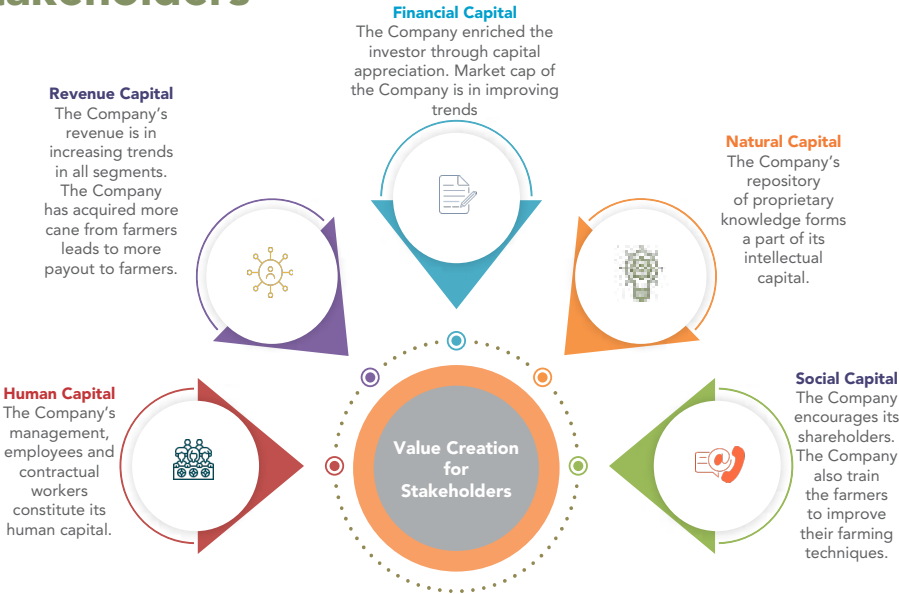 takeholders
Financial Capital
The Company enriched the
investor through capital
appreciation. Market cap of
the Company is in improving
trends
Revenue Capital
The Company's
revenue is in
increasing trends
in all segments.
The Company
has acquired more
cane from farmers
leads to more
payout to farmers.
Natural Capital
The Company's
repository
of proprietary
knowledge forms
a part of its
intellectual
capital.
Human Capital
The Company's
management,
employees and
contractual
workers
constitute its
human capital.
Value Creation
for
Stakeholders
Social Capital
The Company
encourages its
shareholders.
The Company
also train
the farmers
to improve
their farming
techniques.